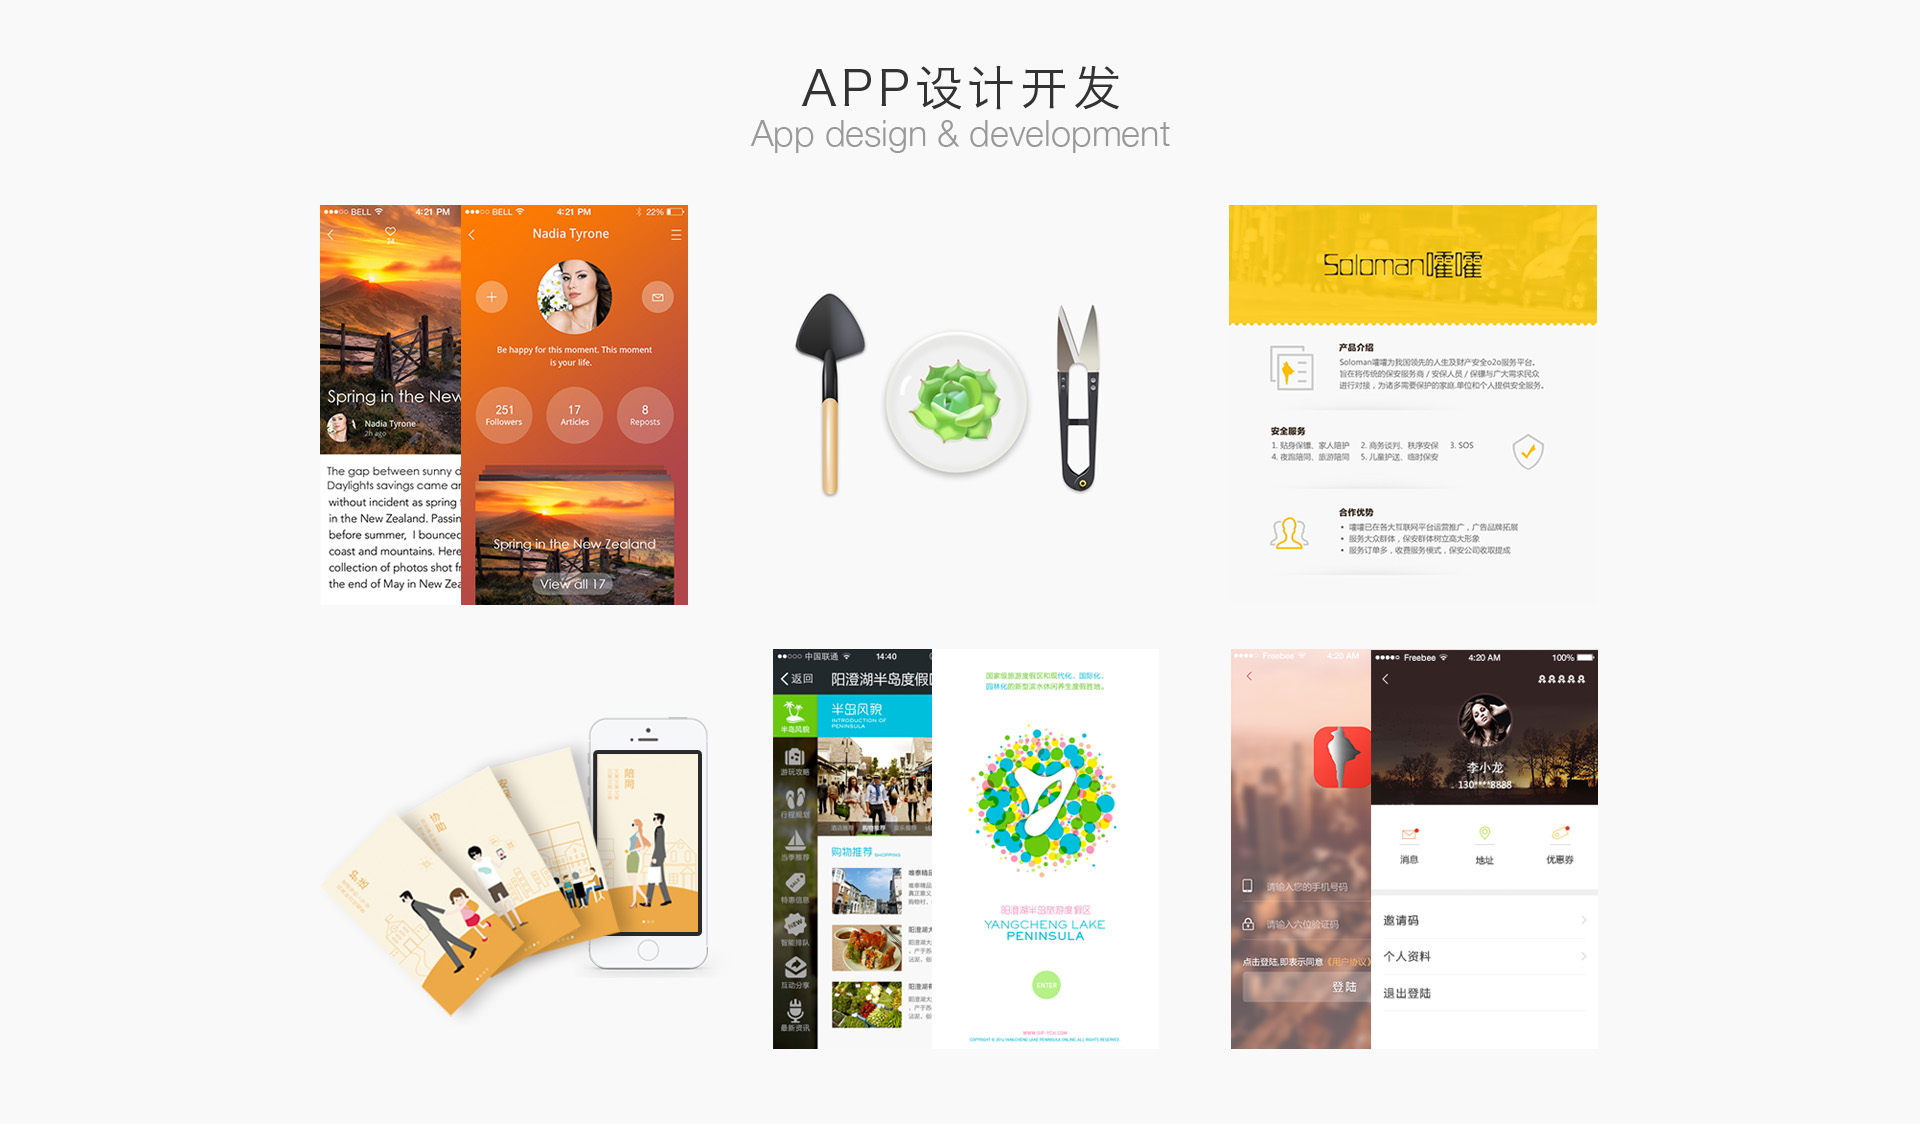 APP设计开发
App design & development
BELL 4:21 PM
24
Spring in the New
Nadia Tyrone
2h ago
The gap between sunny d
Daylights savings came ar
without incident as spring
in the New Zealand. Passin
before summer, I bounced
coast and mountains. Here
collection of photos shot fr
the end of May in New Zea
BELL 4:21 PM 22%
Nadia Tyrone
Be happy for this moment. This moment
is your life.
251 17 8
Followers Articles Reposts
Spring in the New Zealand
View all 17
Soloman嚯嚯
产品介绍
Soloman嚯嚯为我国领先的人生及财产安全o2o服务平台。
旨在将传统的保安服务商 / 安保人员 / 保镖与广大需求民众
进行对接，为诸多需要保护的家庭.单位和个人提供安全服务。
安全服务
1. 贴身保镖、家人陪护 2. 商务谈判、秩序安保 3. SOS
4. 夜跑陪同、旅游陪同 5. 儿童护送、临时保安
合作优势
• 嚯嚯已在各大互联网平台运营推广，广告品牌拓展
• 服务大众群体，保安群体树立高大形象
• 服务订单多，收费服务模式，保安公司收取提成
陪同
中国联通 14:40
返回 阳澄湖半岛度假区
半岛风貌
游玩攻略
行程规划
当季推荐
特惠信息
智能排队
互动分享
最新资讯
半岛风貌
INTRODUCTION OF
PENINSULA
酒店推荐 购物推荐 娱乐推荐
购物推荐 SHOPPING
国家级旅游度假区和现代化、国际化、
园林化的新型滨水休闲养生度假胜地。
阳澄湖半岛旅游度假区
YANGCHENG LAKE
PENINSULA
ENTER
Freebee 4:20 AM
请输入您的手机号码
请输入六位验证码
点击登陆,即表示同意《用户协议》
登陆
Freebee 4:20 AM 100%
李小龙
130****8888
消息 地址 优惠券
邀请码
个人资料
退出登陆